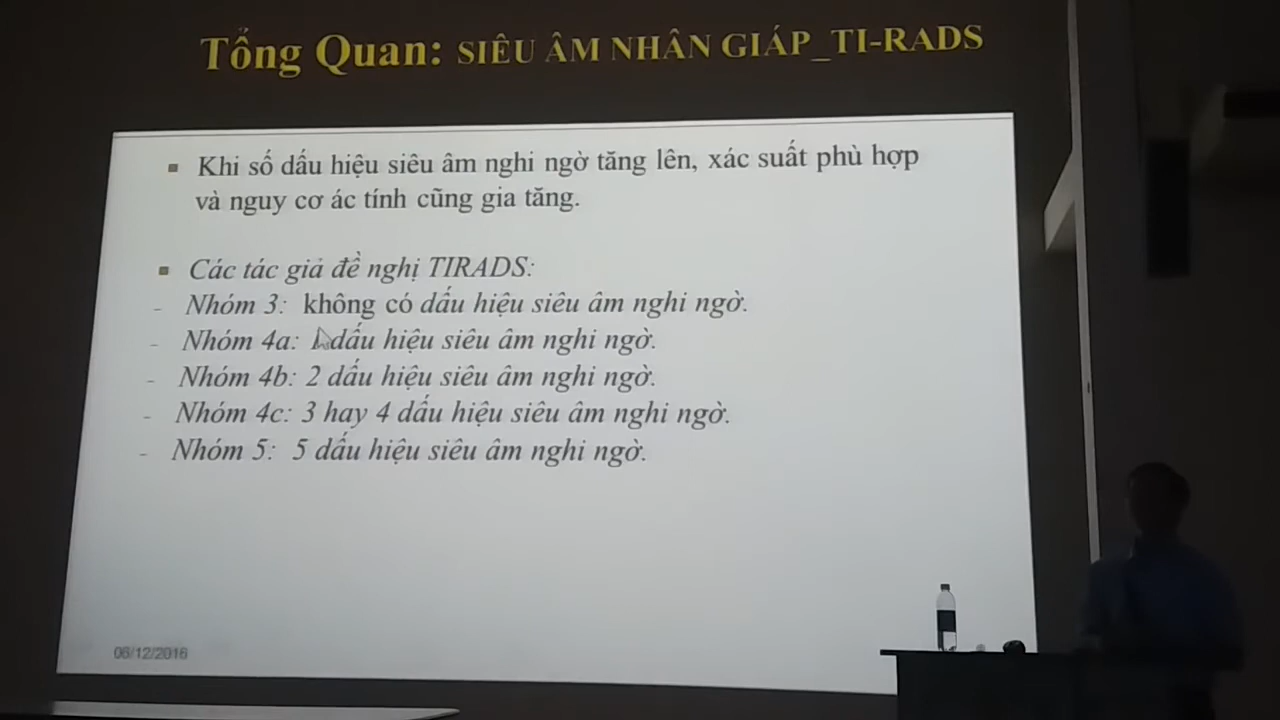 Tổng Quan: SIÊU ÂM NHÂN GIÁP_TI-RADS
▪ Khi số dấu hiệu siêu âm nghi ngờ tăng lên, xác suất phù hợp
và nguy cơ ác tính cũng gia tăng.
▪ Các tác giả đề nghị TIRADS:
- Nhóm 3: không có dấu hiệu siêu âm nghi ngờ.
- Nhóm 4a: 1 dấu hiệu siêu âm nghi ngờ.
- Nhóm 4b: 2 dấu hiệu siêu âm nghi ngờ.
- Nhóm 4c: 3 hay 4 dấu hiệu siêu âm nghi ngờ.
- Nhóm 5: 5 dấu hiệu siêu âm nghi ngờ.
06/12/2016